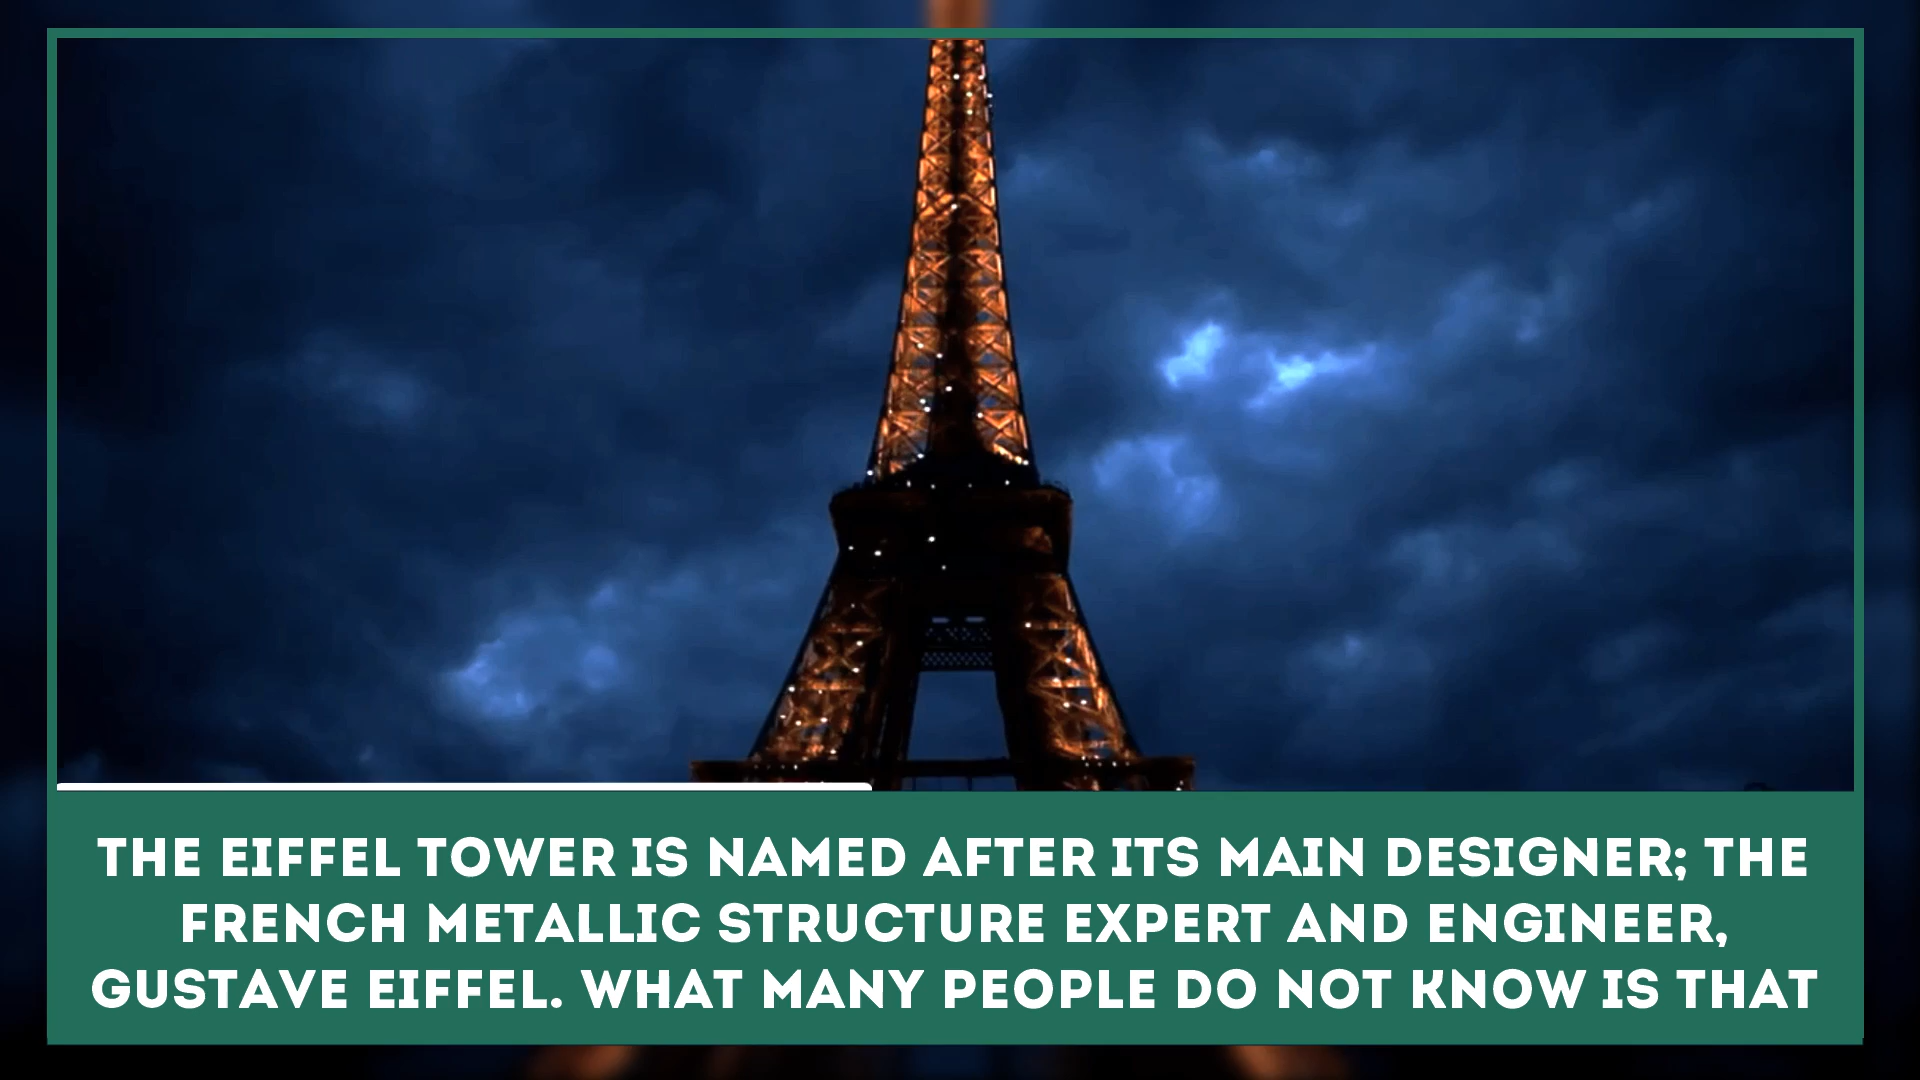 THE EIFFEL TOWER IS NAMED AFTER ITS MAIN DESIGNER; THE
FRENCH METALLIC STRUCTURE EXPERT AND ENGINEER,
GUSTAVE EIFFEL. WHAT MANY PEOPLE DO NOT KNOW IS THAT